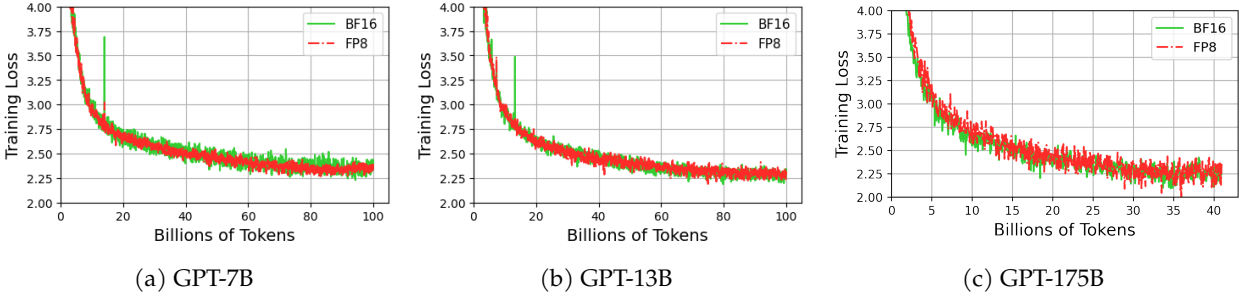 4.00
3.75
3.50
3.25
3.00
2.75
2.50
2.25
2.00
Training Loss
BF16
FP8
0 20 40 60 80 100
Billions of Tokens
(a) GPT-7B
4.00
3.75
3.50
3.25
3.00
2.75
2.50
2.25
2.00
Training Loss
BF16
FP8
0 20 40 60 80 100
Billions of Tokens
(b) GPT-13B
4.00
3.75
3.50
3.25
3.00
2.75
2.50
2.25
2.00
Training Loss
BF16
FP8
0 5 10 15 20 25 30 35 40
Billions of Tokens
(c) GPT-175B